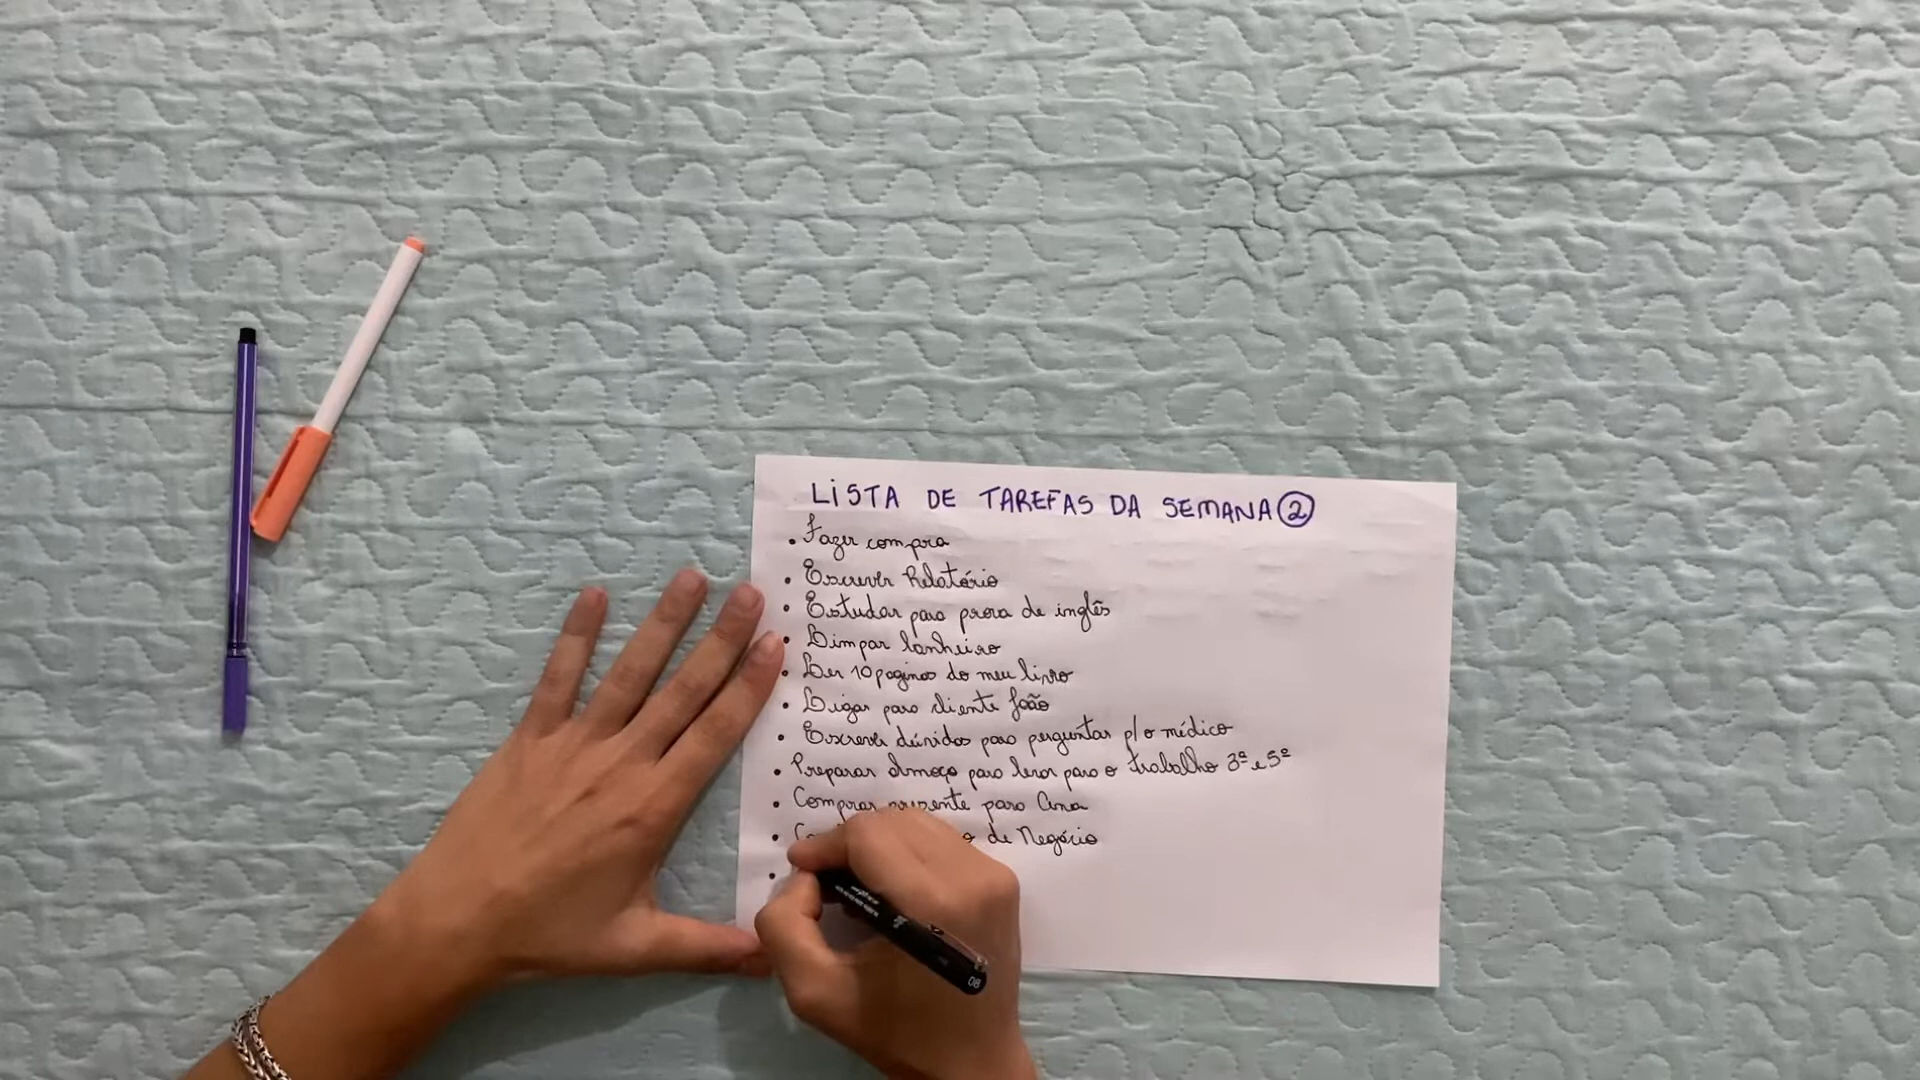 LISTA DE TAREFAS DA SEMANA 2
• Fazer compra
• Escrever Relatório
• Estudar para prova de inglês
• Limpar banheiro
• Ler 10 paginas do meu livro
• Ligar para cliente João
• Escrever dúvidas para perguntar p/ o médico
• Preparar almoço para levar para o trabalho 3ª e 5ª
• Comprar presente para Ana
• de Negócio
•
08